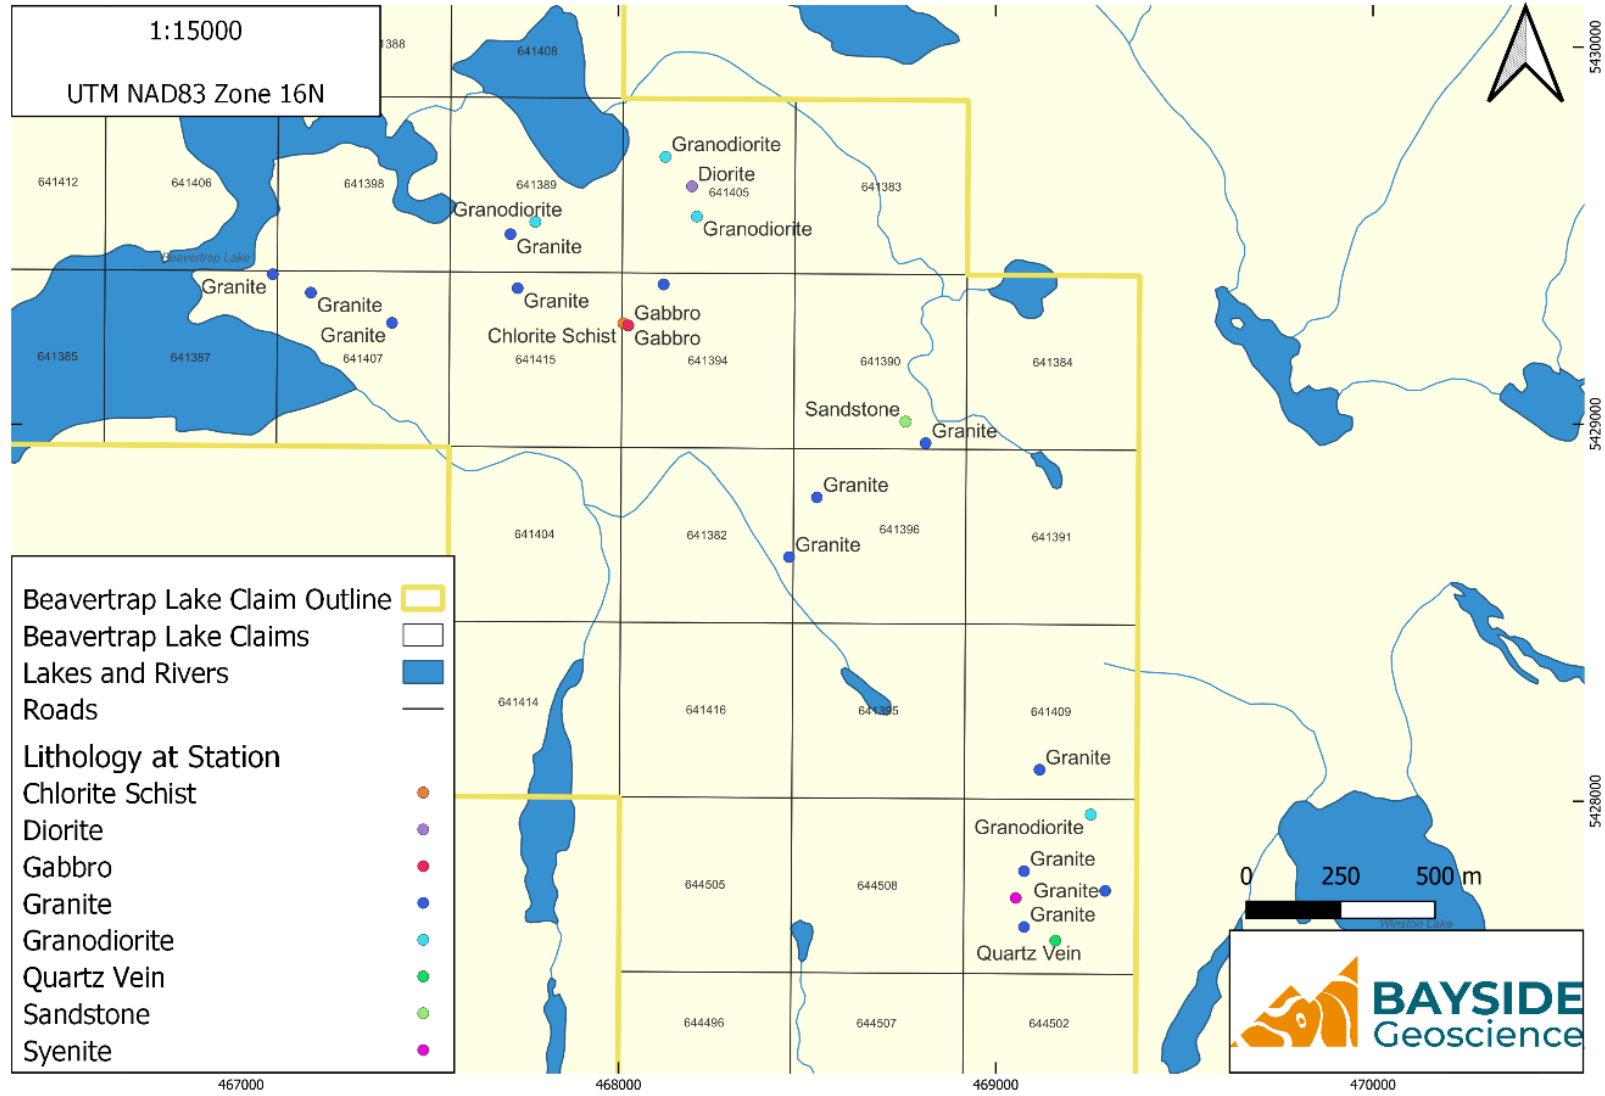 1:15000
UTM NAD83 Zone 16N
1388
641408
5430000
641412
641406
641398
641389
Granodiorite
Diorite
641405
641383
Granodiorite
Granodiorite
Granite
Beavertrap Lake
Granite
Granite
Granite
Granite
Gabbro
Chlorite Schist
Gabbro
641385
641387
641407
641415
641394
641390
641384
Sandstone
Granite
5429000
Granite
641404
641382
641396
641391
Granite
Beavertrap Lake Claim Outline
Beavertrap Lake Claims
Lakes and Rivers
Roads
Lithology at Station
Chlorite Schist
Diorite
Gabbro
Granite
Granodiorite
Quartz Vein
Sandstone
Syenite
641414
641416
641395
641409
Granite
5428000
Granodiorite
Granite
644505
644508
Granite
Granite
Quartz Vein
0 250 500 m
Winston Lake
644496
644507
644502
BAYSIDE
Geoscience
467000
468000
469000
470000